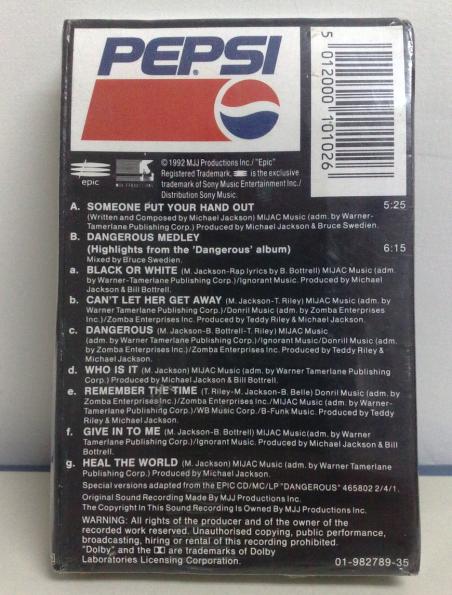 PEPSI®
5 012000 101026
epic
MJJ PRODUCTIONS
© 1992 MJJ Productions Inc./"Epic"
Registered Trademark, is the exclusive
trademark of Sony Music Entertainment Inc./
Distribution Sony Music.
A. SOMEONE PUT YOUR HAND OUT 5:25
(Written and Composed by Michael Jackson) MIJAC Music (adm. by Warner-
Tamerlane Publishing Corp.) Produced by Michael Jackson & Bruce Swedien.
B. DANGEROUS MEDLEY
(Highlights from the 'Dangerous' album) 6:15
Mixed by Bruce Swedien.
a. BLACK OR WHITE (M. Jackson-Rap lyrics by B. Bottrell) MIJAC Music (adm.
by Warner-Tamerlane Publishing Corp.)/Ignorant Music. Produced by Michael
Jackson & Bill Bottrell.
b. CAN'T LET HER GET AWAY (M. Jackson-T. Riley) MIJAC Music (adm. by
Warner-Tamerlane Publishing Corp.)/Donril Music (adm. by Zomba Enterprises
Inc.)/Zomba Enterprises Inc. Produced by Teddy Riley & Michael Jackson.
c. DANGEROUS (M. Jackson-B. Bottrell-T. Riley) MIJAC Music
(adm. by Warner-Tamerlane Publishing Corp.)/Ignorant Music/Donrill Music (adm.
by Zomba Enterprises Inc.)/Zomba Enterprises Inc. Produced by Teddy Riley &
Michael Jackson.
d. WHO IS IT (M. Jackson) MIJAC Music (adm. by Warner-Tamerlane Publishing
Corp.) Produced by Michael Jackson & Bill Bottrell.
e. REMEMBER THE TIME (T. Riley-M. Jackson-B. Belle) Donril Music (adm. by
Zomba Enterprises Inc.)/Zomba Enterprises Inc./MIJAC Music (adm. by Warner-
Tamerlane Publishing Corp.)/WB Music Corp./B-Funk Music. Produced by Teddy
Riley & Michael Jackson.
f. GIVE IN TO ME (M. Jackson-B. Bottrell) MIJAC Music(adm. by Warner
Tamerlane Publishing Corp.)/Ignorant Music. Produced by Michael Jackson & Bill
Bottrell.
g. HEAL THE WORLD (M. Jackson) MIJAC Music (adm. by Warner Tamerlane
Publishing Corp.) Produced by Michael Jackson.
Special versions adapted from the EPIC CD/MC/LP "DANGEROUS" 465802 2/4/1.
Original Sound Recording Made By MJJ Productions Inc.
The Copyright In This Sound Recording Is Owned By MJJ Productions Inc.
WARNING: All rights of the producer and of the owner of the
recorded work reserved. Unauthorised copying, public performance,
broadcasting, hiring or rental of this recording prohibited.
"Dolby" and the are trademarks of Dolby
Laboratories Licensing Corporation. 01-982789-35